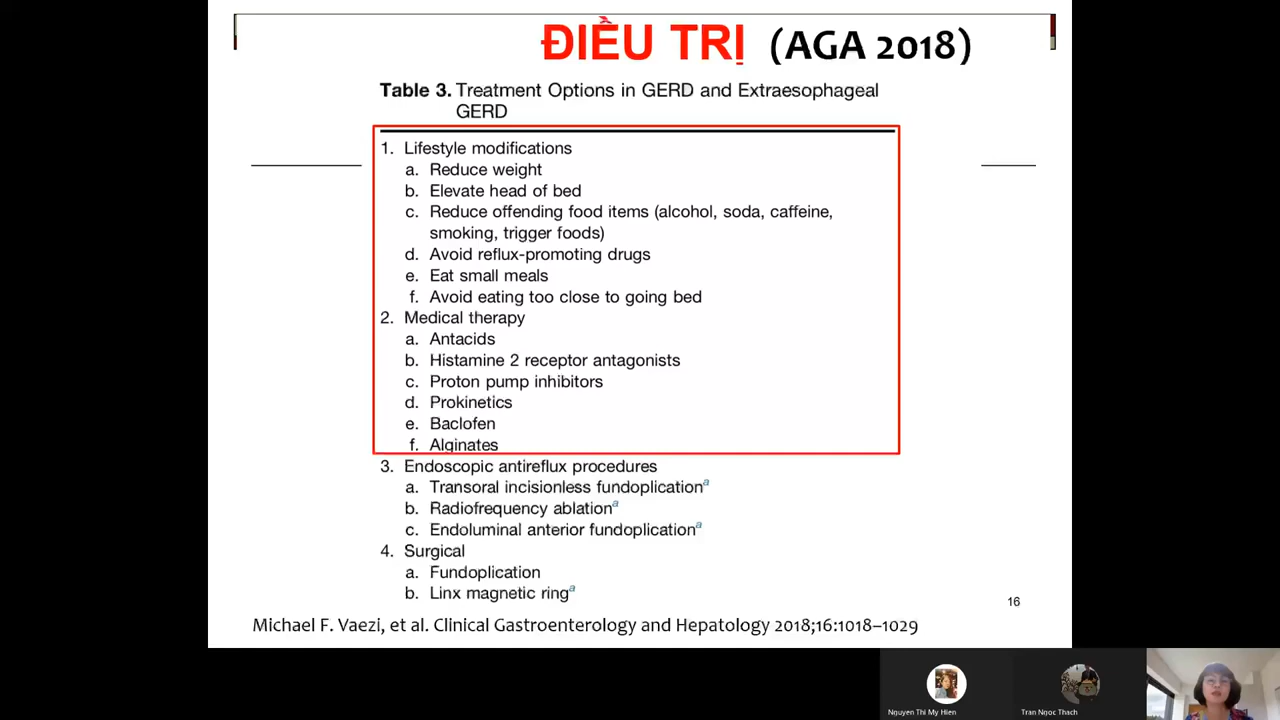 ĐIỀU TRỊ (AGA 2018)
Table 3. Treatment Options in GERD and Extraesophageal
GERD
1. Lifestyle modifications
a. Reduce weight
b. Elevate head of bed
c. Reduce offending food items (alcohol, soda, caffeine,
smoking, trigger foods)
d. Avoid reflux-promoting drugs
e. Eat small meals
f. Avoid eating too close to going bed
2. Medical therapy
a. Antacids
b. Histamine 2 receptor antagonists
c. Proton pump inhibitors
d. Prokinetics
e. Baclofen
f. Alginates
3. Endoscopic antireflux procedures
a. Transoral incisionless fundoplicationᵃ
b. Radiofrequency ablationᵃ
c. Endoluminal anterior fundoplicationᵃ
4. Surgical
a. Fundoplication
b. Linx magnetic ringᵃ
16
Michael F. Vaezi, et al. Clinical Gastroenterology and Hepatology 2018;16:1018–1029
Nguyen Thi My Hien
Tran Ngoc Thach